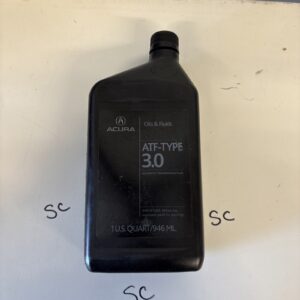 Oils & Fluids
ACURA
ATF-TYPE
3.0
1 U.S. QUART/946 ML
SC
SC
SC